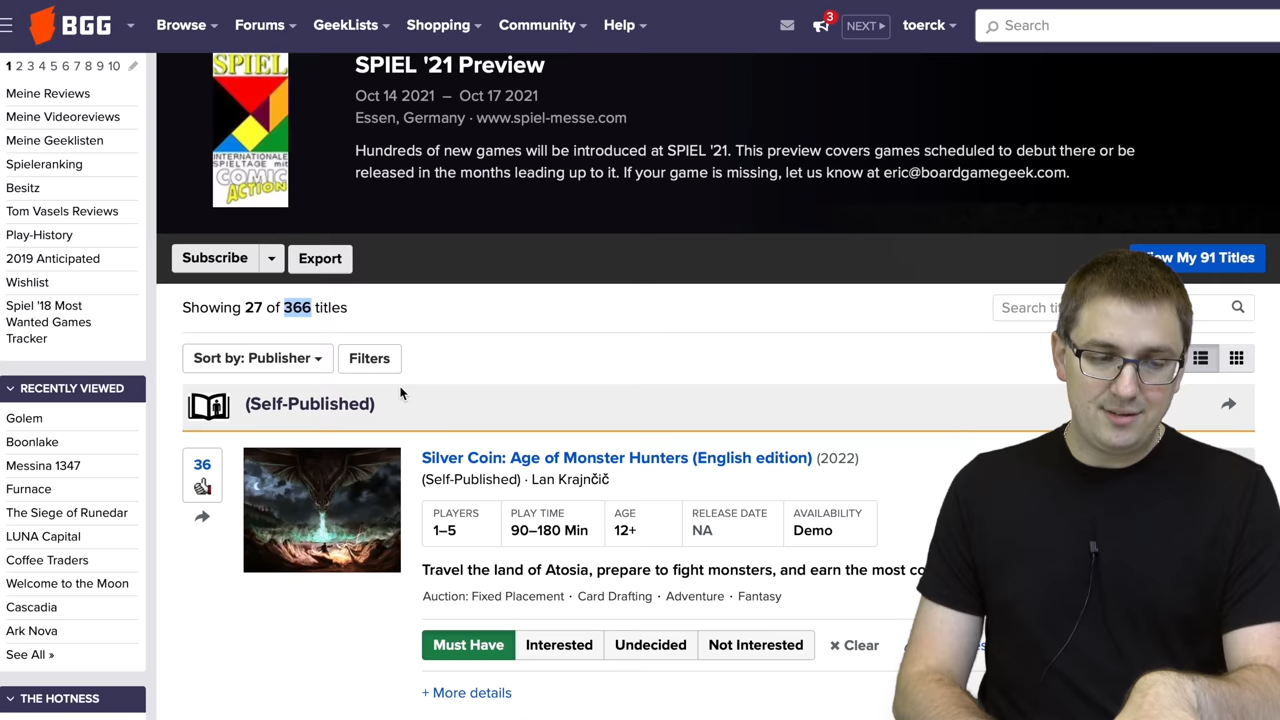 BGG
Browse
Forums
GeekLists
Shopping
Community
Help
3
NEXT
toerck
Search
1 2 3 4 5 6 7 8 9 10
Meine Reviews
Meine Videoreviews
Meine Geeklisten
Spieleranking
Besitz
Tom Vasels Reviews
Play-History
2019 Anticipated
Wishlist
Spiel '18 Most
Wanted Games
Tracker
RECENTLY VIEWED
Golem
Boonlake
Messina 1347
Furnace
The Siege of Runedar
LUNA Capital
Coffee Traders
Welcome to the Moon
Cascadia
Ark Nova
See All »
THE HOTNESS
SPIEL
INTERNATIONALE
SPIELTAGE mit
COMIC
ACTION
SPIEL '21 Preview
Oct 14 2021 – Oct 17 2021
Essen, Germany · www.spiel-messe.com
Hundreds of new games will be introduced at SPIEL '21. This preview covers games scheduled to debut there or be
released in the months leading up to it. If your game is missing, let us know at eric@boardgamegeek.com.
Subscribe
Export
View My 91 Titles
Showing 27 of 366 titles
Search
Sort by: Publisher
Filters
(Self-Published)
36
Silver Coin: Age of Monster Hunters (English edition) (2022)
(Self-Published) · Lan Krajnčič
PLAYERS
1–5
PLAY TIME
90–180 Min
AGE
12+
RELEASE DATE
NA
AVAILABILITY
Demo
Travel the land of Atosia, prepare to fight monsters, and earn the most
Auction: Fixed Placement · Card Drafting · Adventure · Fantasy
Must Have
Interested
Undecided
Not Interested
Clear
+ More details